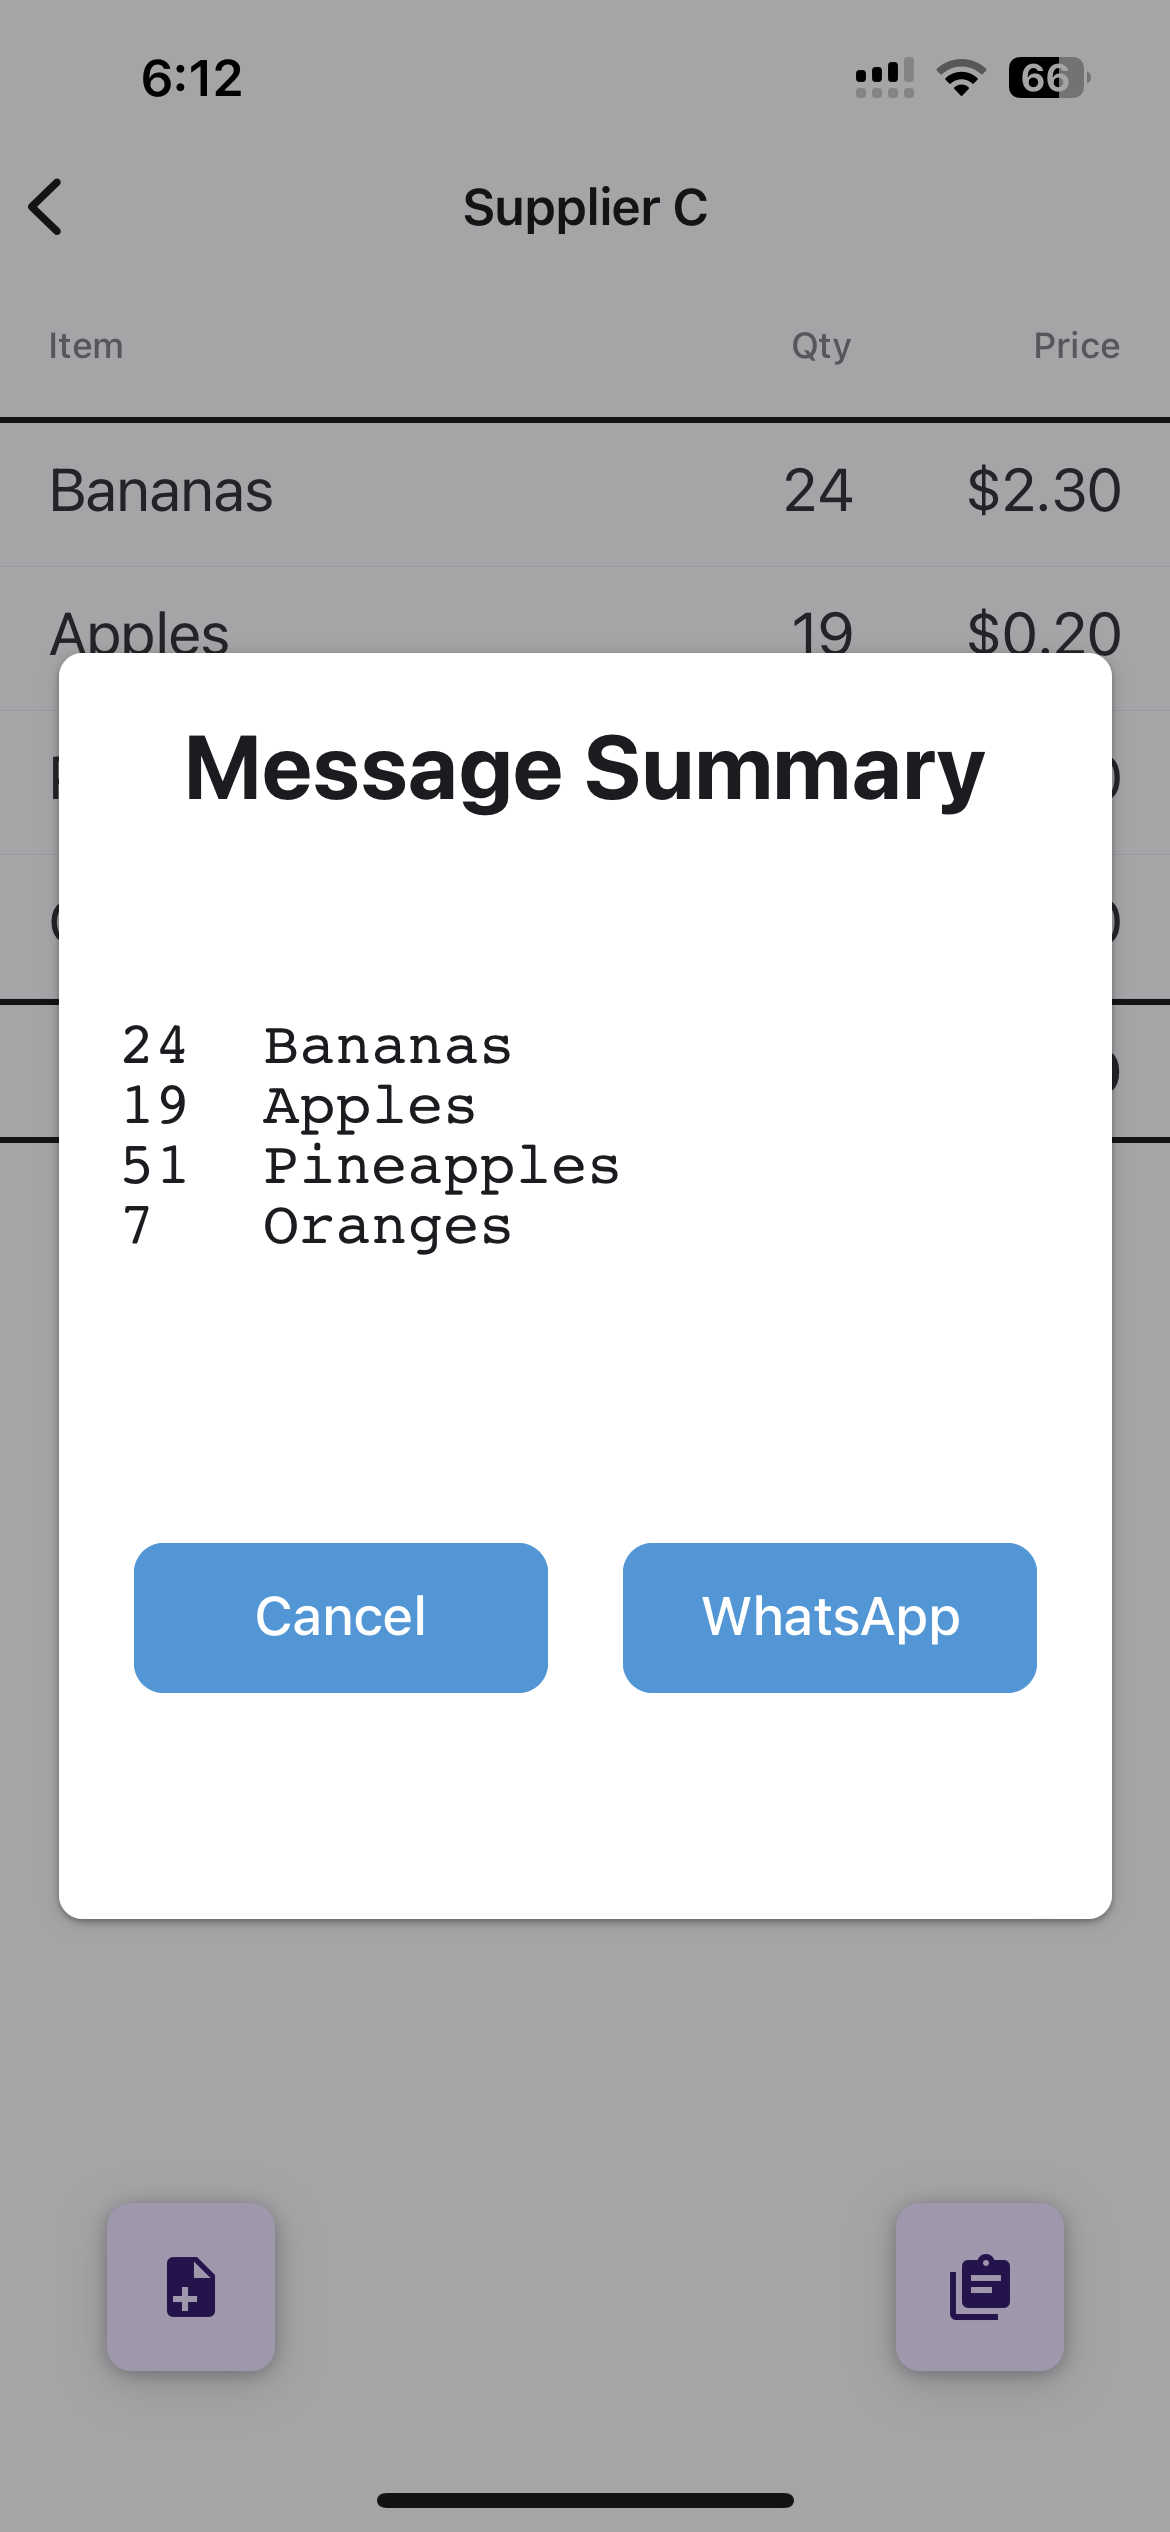 6:12
66
Supplier C
Item Qty Price
Bananas 24 $2.30
Apples 19 $0.20
Message Summary
24 Bananas
19 Apples
51 Pineapples
7 Oranges
Cancel WhatsApp